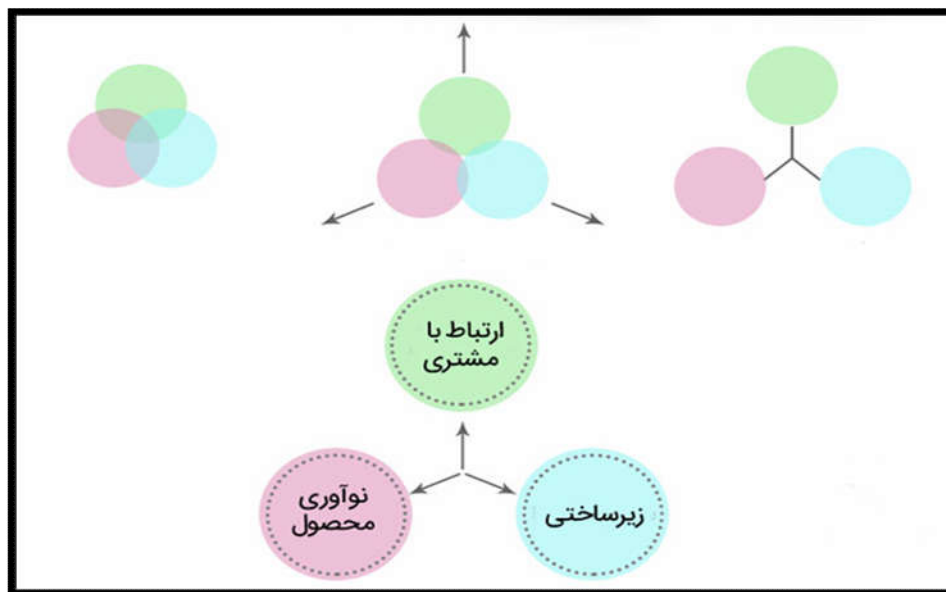 ارتباط با
مشتری
نوآوری
محصول
زیرساختی